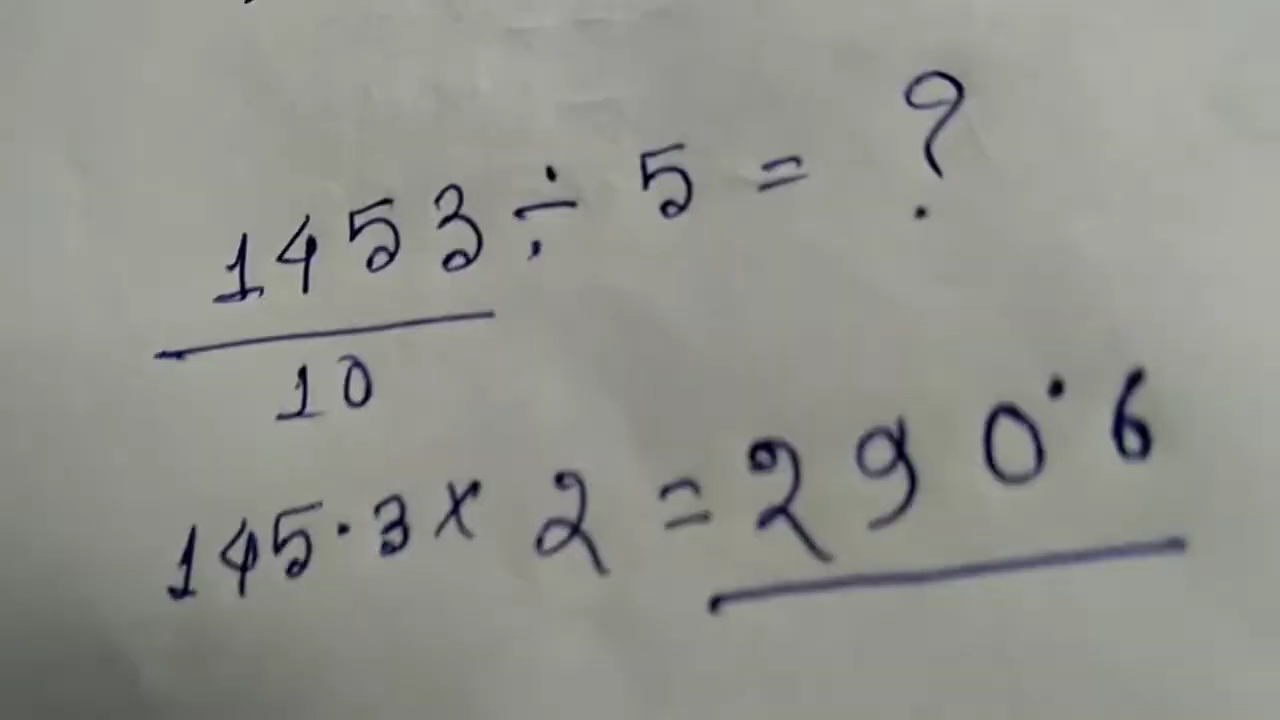 1453 ÷ 5 = ?
10
145·3 x 2 = 290·6